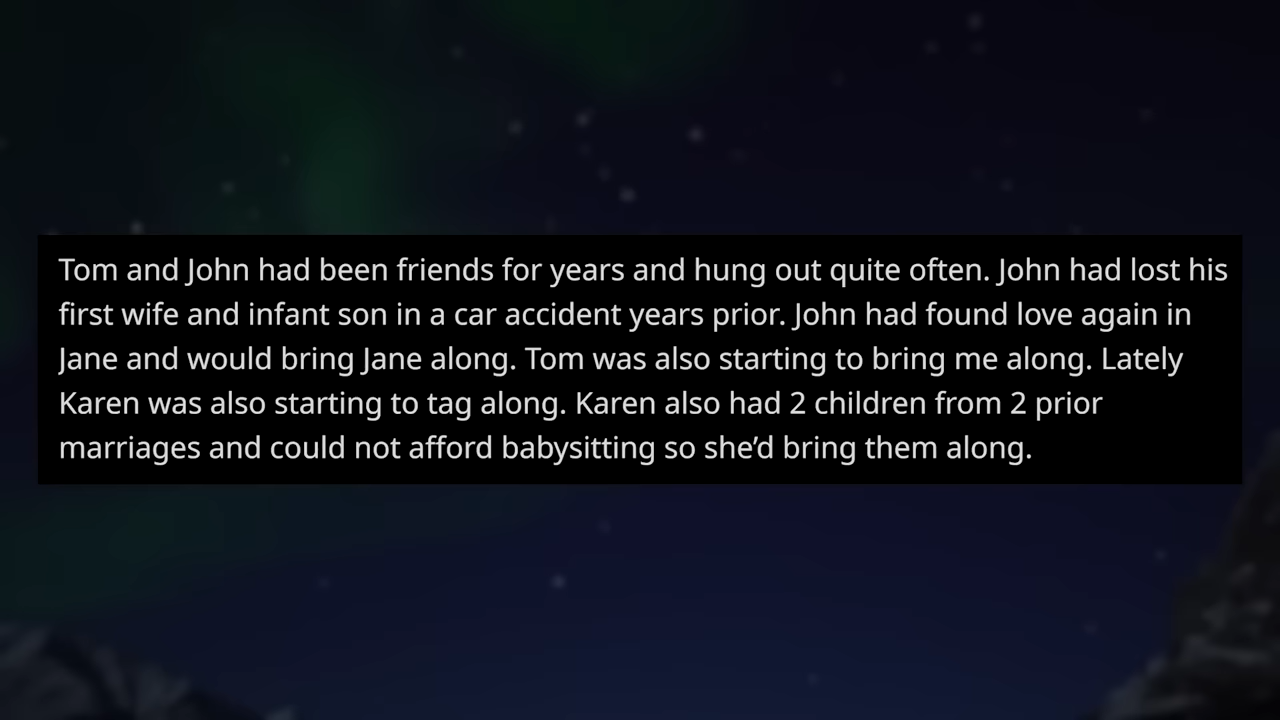 Tom and John had been friends for years and hung out quite often. John had lost his
first wife and infant son in a car accident years prior. John had found love again in
Jane and would bring Jane along. Tom was also starting to bring me along. Lately
Karen was also starting to tag along. Karen also had 2 children from 2 prior
marriages and could not afford babysitting so she’d bring them along.